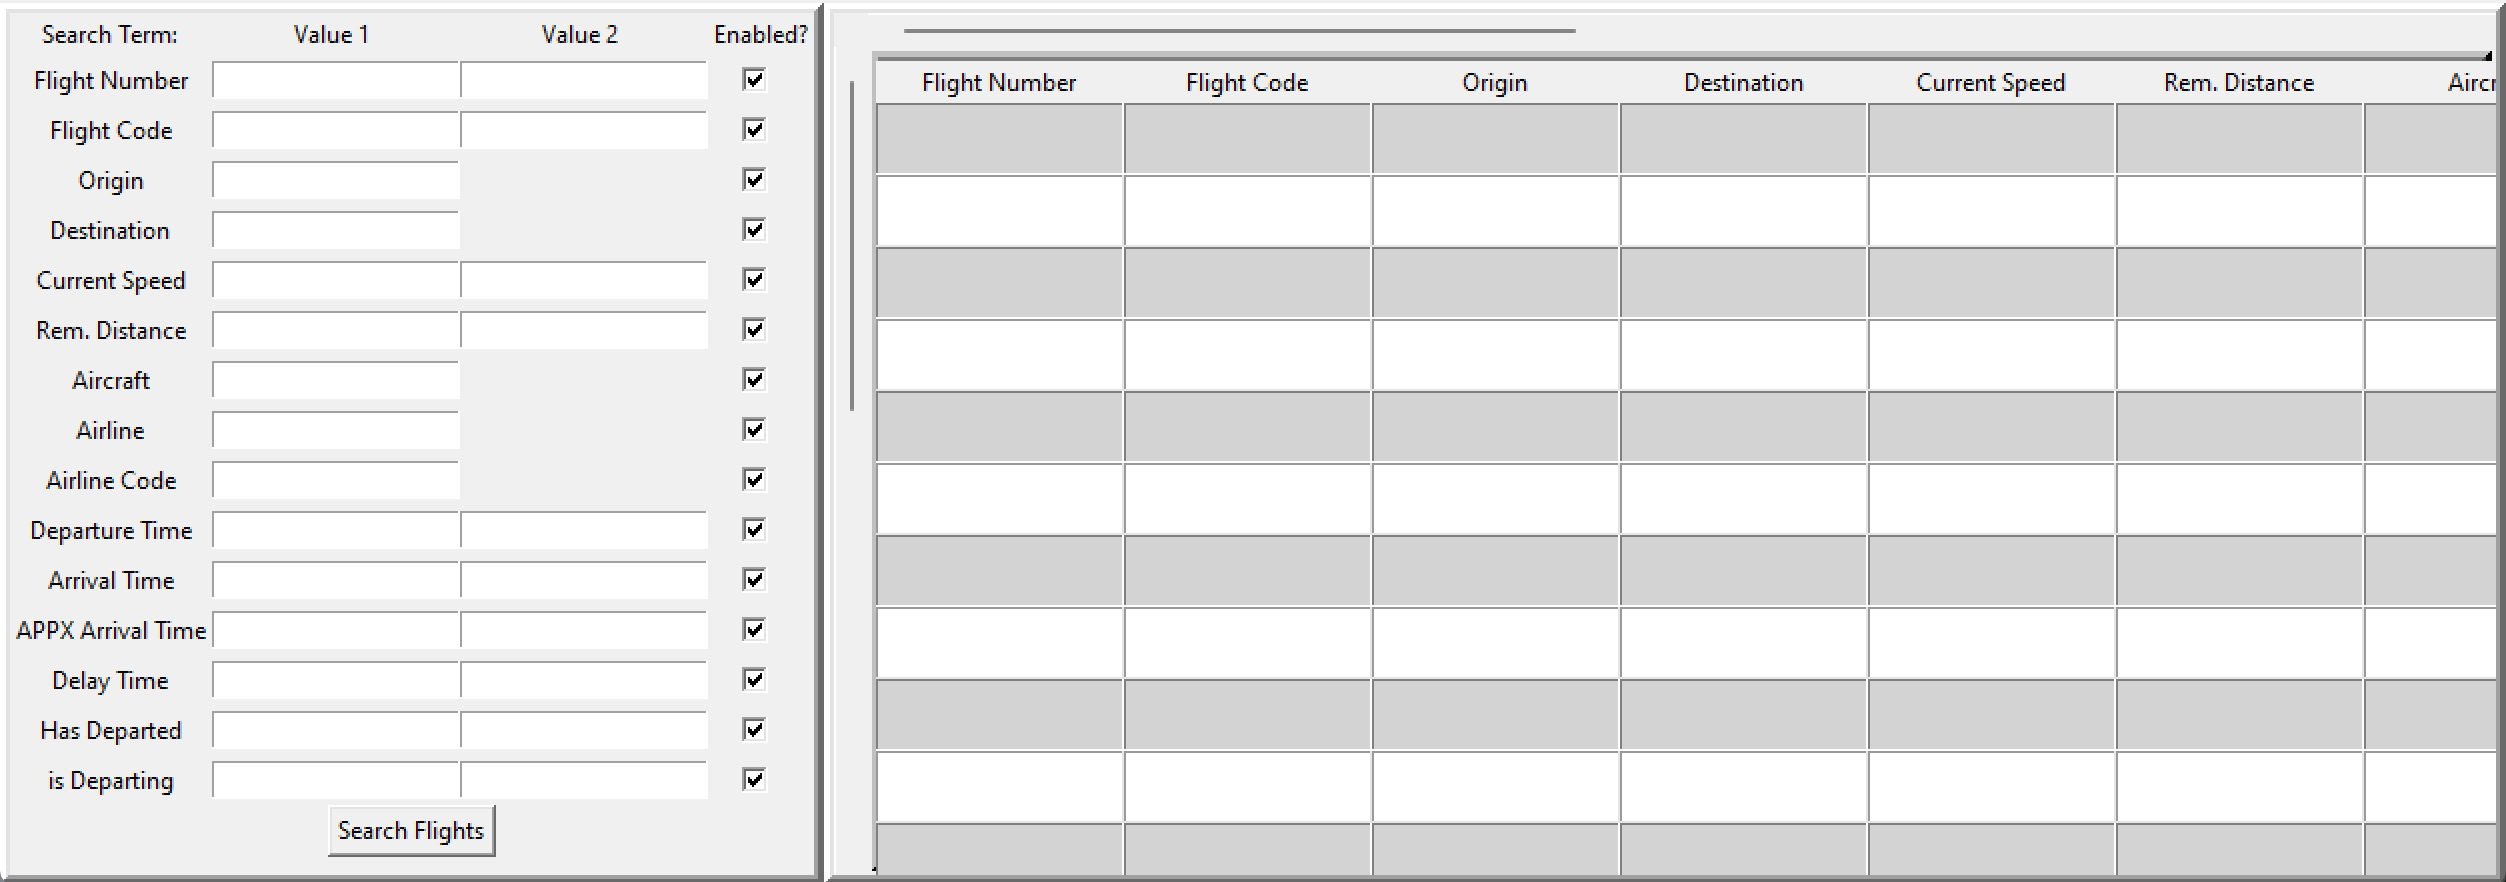 Search Term: Value 1 Value 2 Enabled?
Flight Number
Flight Code
Origin
Destination
Current Speed
Rem. Distance
Aircraft
Airline
Airline Code
Departure Time
Arrival Time
APPX Arrival Time
Delay Time
Has Departed
is Departing
Search Flights
Flight Number Flight Code Origin Destination Current Speed Rem. Distance Aircr